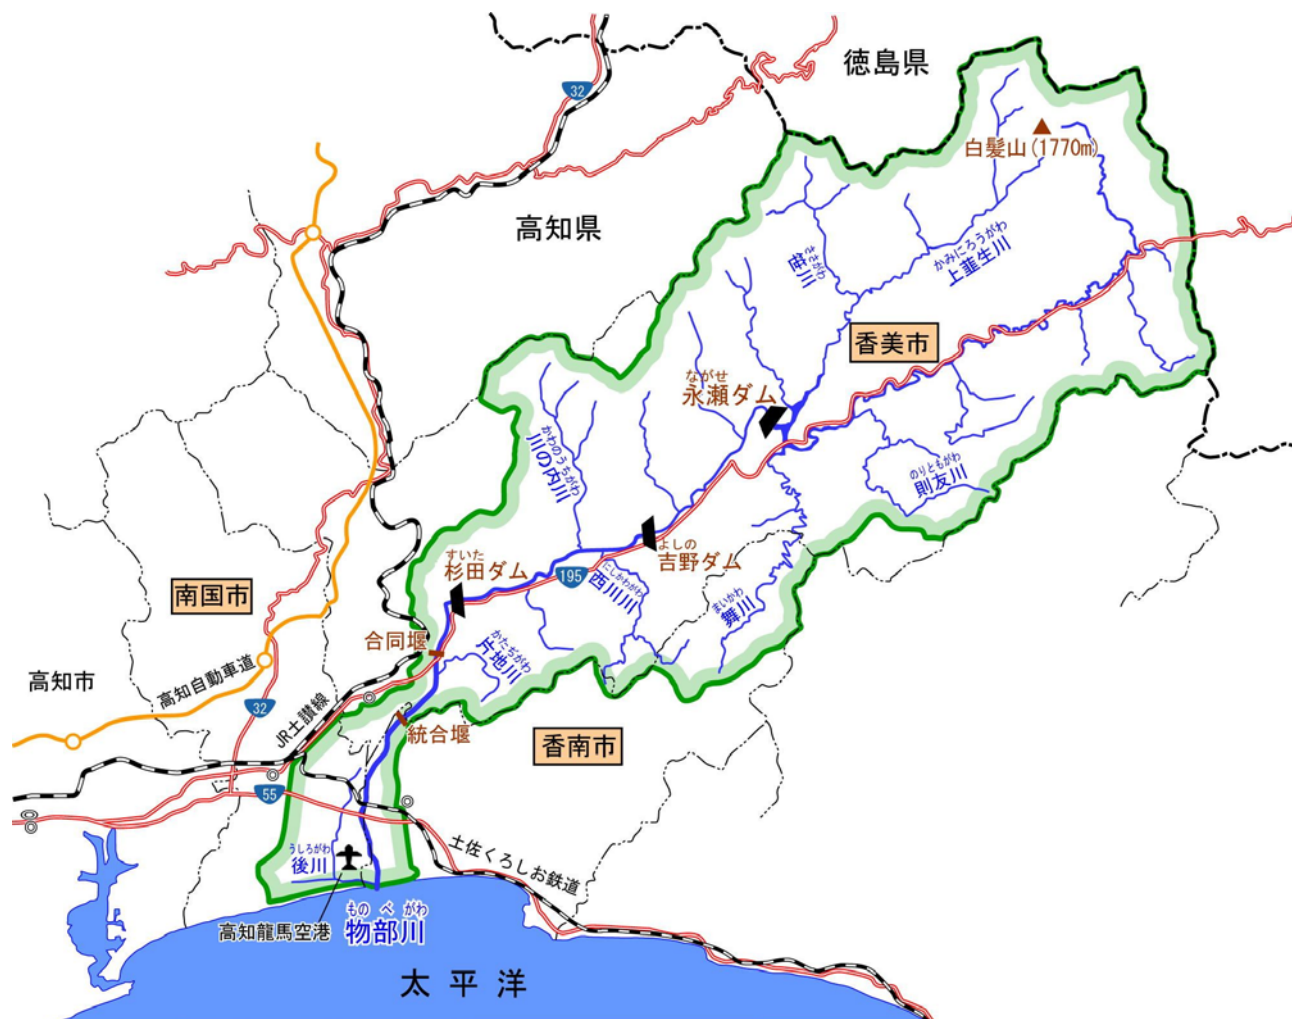 徳島県
32
白髪山(1770m)
高知県
ささがわ
笹川
かみにろうがわ
上韮生川
香美市
ながせ
永瀬ダム
かわのうちがわ
川の内川
のりともがわ
則友川
すいた
杉田ダム
よしの
吉野ダム
195
にしかわがわ
西川川
まいかわ
舞川
南国市
合同堰
かたぢがわ
片地川
高知市
高知自動車道
32
JR土讃線
統合堰
香南市
55
うしろがわ
後川
土佐くろしお鉄道
高知龍馬空港
ものべがわ
物部川
太平洋